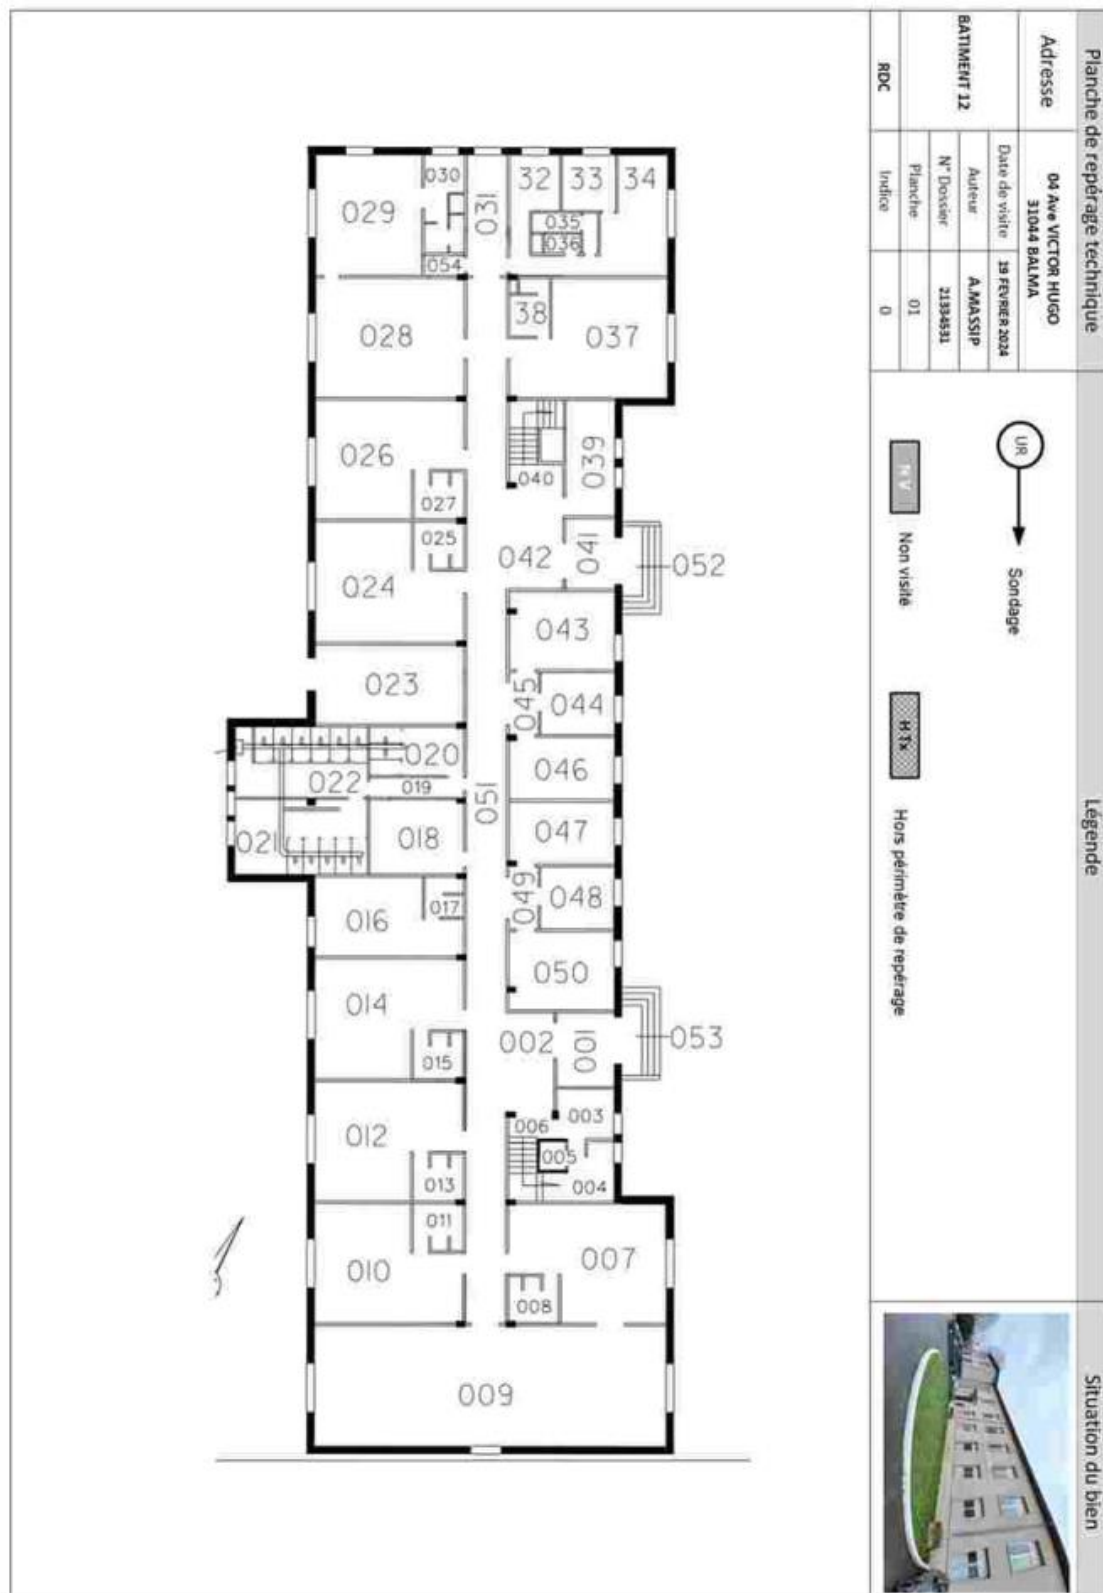 Planche de repérage technique
Légende
Situation du bien
Adresse
04 Ave VICTOR HUGO
31044 BALMA
BATIMENT 12
Date de visite
19 FEVRIER 2024
Auteur
A.MASSIP
N° Dossier
21334531
Planche
01
RDC
Indice
0
UR
Sondage
N V
Non visité
H Tx
Hors périmètre de repérage
029
030
031
32
33
34
035
036
054
028
38
037
026
027
040
039
025
024
042
041
052
043
023
045
044
020
046
022
019
051
021
018
047
016
017
049
048
014
050
015
002
001
053
012
006
003
013
005
004
011
010
007
008
009